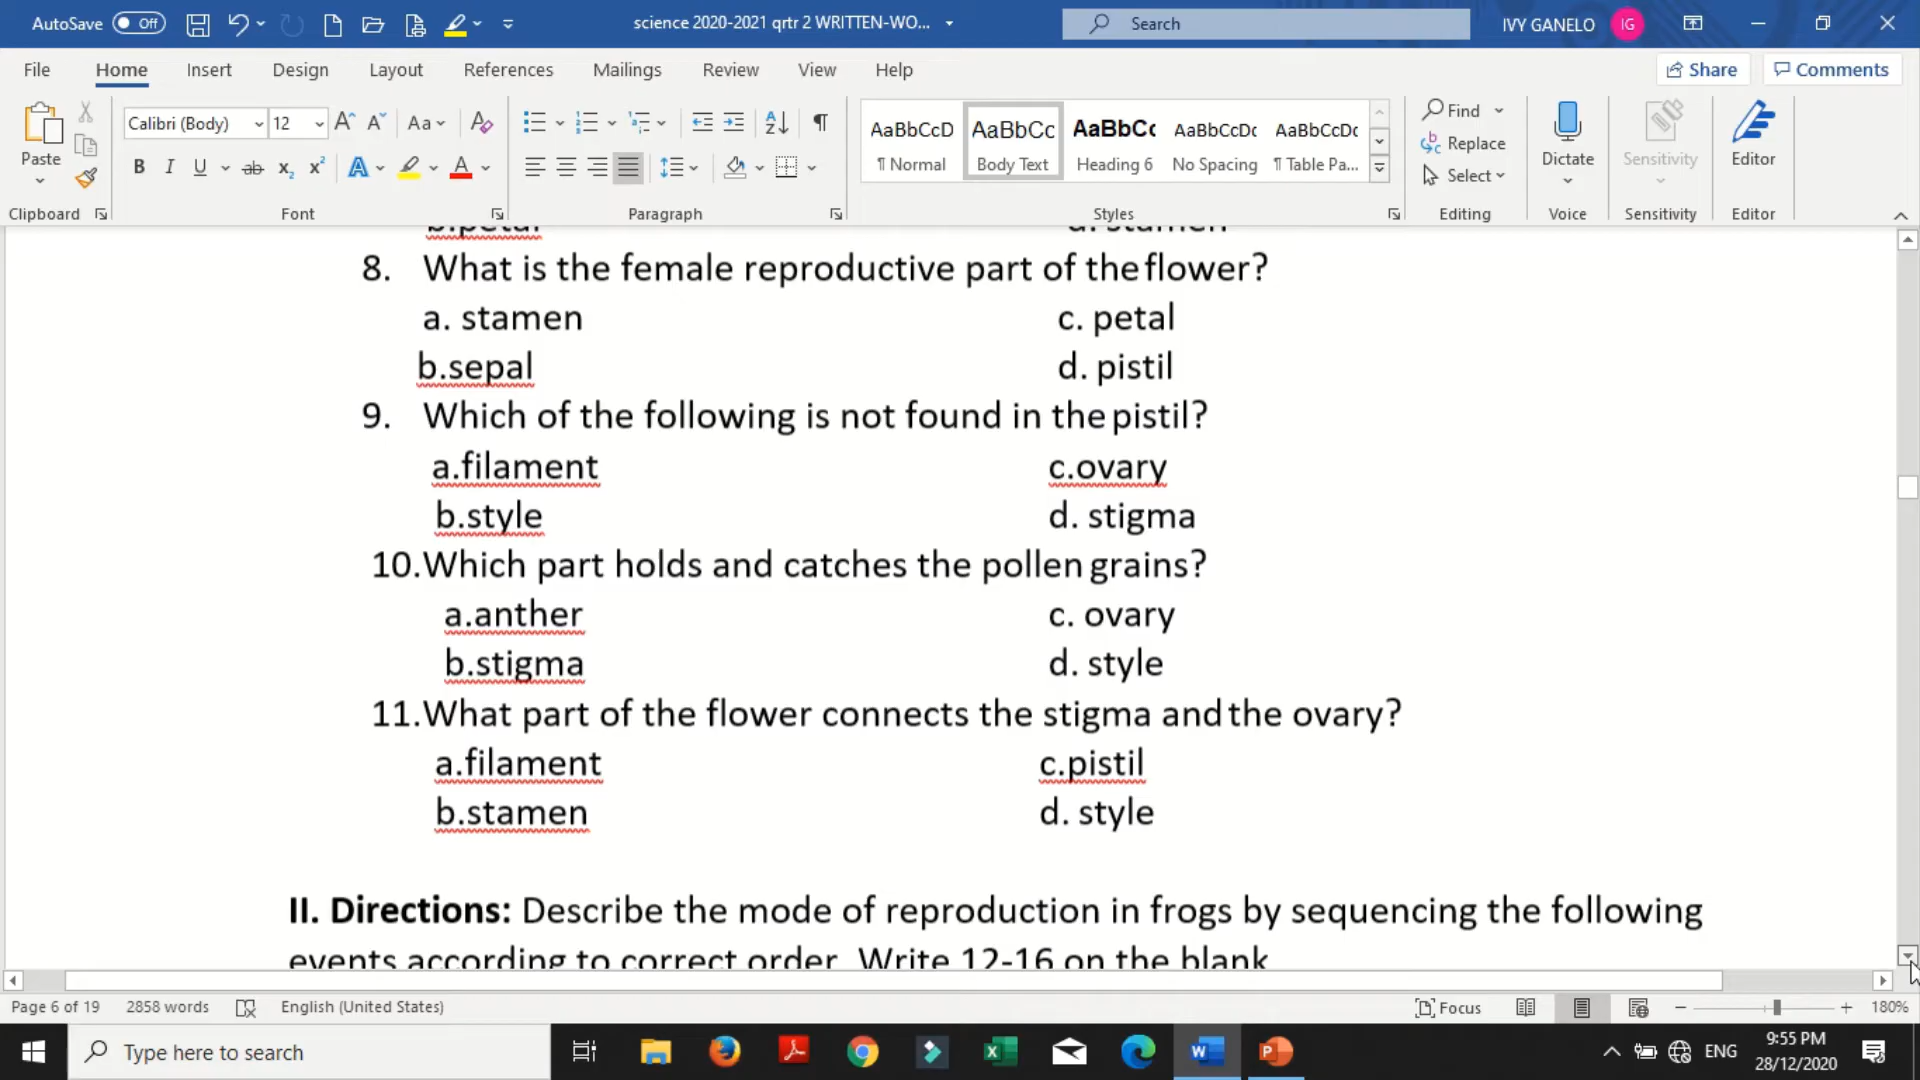 AutoSave Off science 2020-2021 qrtr 2 WRITTEN-WO... Search IVY GANELO IG
File Home Insert Design Layout References Mailings Review View Help Share Comments
Calibri (Body) 12 Aa AaBbCcD AaBbCc AaBbCc AaBbCcDc AaBbCcDc Find
Paste Replace Dictate Sensitivity Editor
B I U ab x2 x2 A A ¶ Normal Body Text Heading 6 No Spacing ¶ Table Pa... Select
Clipboard Font Paragraph Styles Editing Voice Sensitivity Editor
b.petal d. stamen
8. What is the female reproductive part of the flower?
a. stamen c. petal
b.sepal d. pistil
9. Which of the following is not found in the pistil?
a.filament c.ovary
b.style d. stigma
10.Which part holds and catches the pollen grains?
a.anther c. ovary
b.stigma d. style
11.What part of the flower connects the stigma and the ovary?
a.filament c.pistil
b.stamen d. style
II. Directions: Describe the mode of reproduction in frogs by sequencing the following
events according to correct order. Write 12-16 on the blank
Page 6 of 19 2858 words English (United States) Focus 180%
Type here to search ENG 9:55 PM
28/12/2020